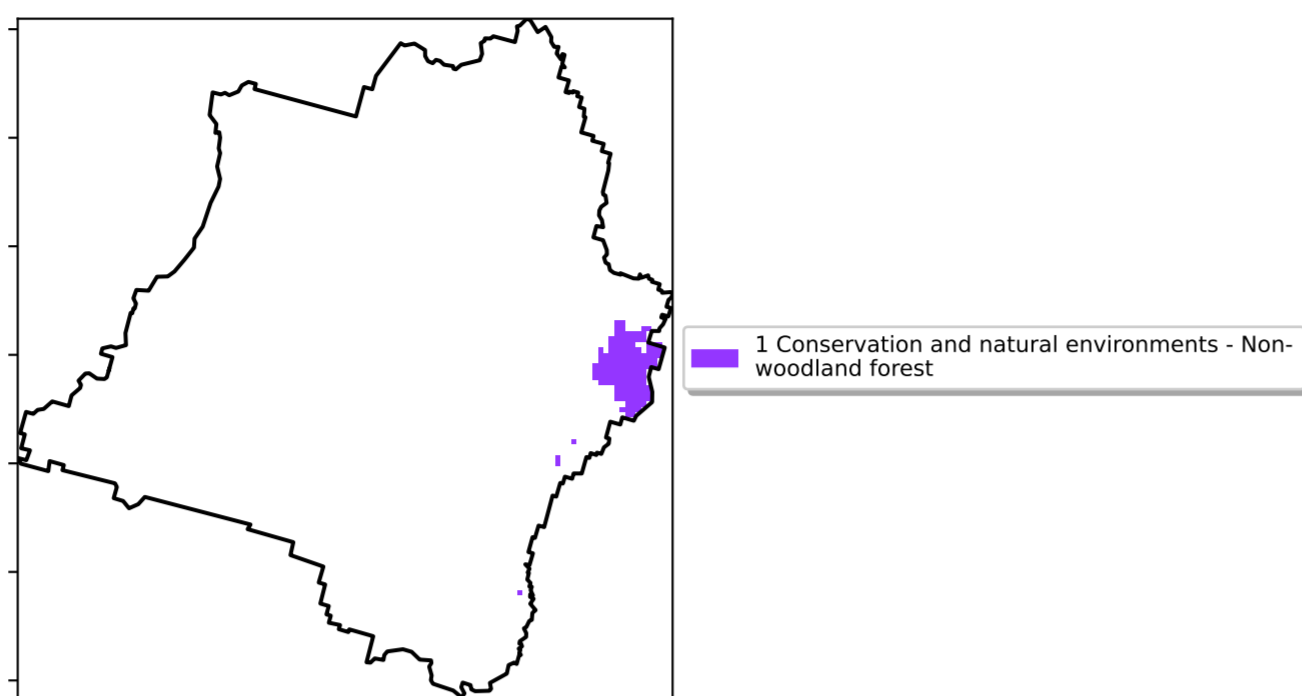 1 Conservation and natural environments - Non-
woodland forest